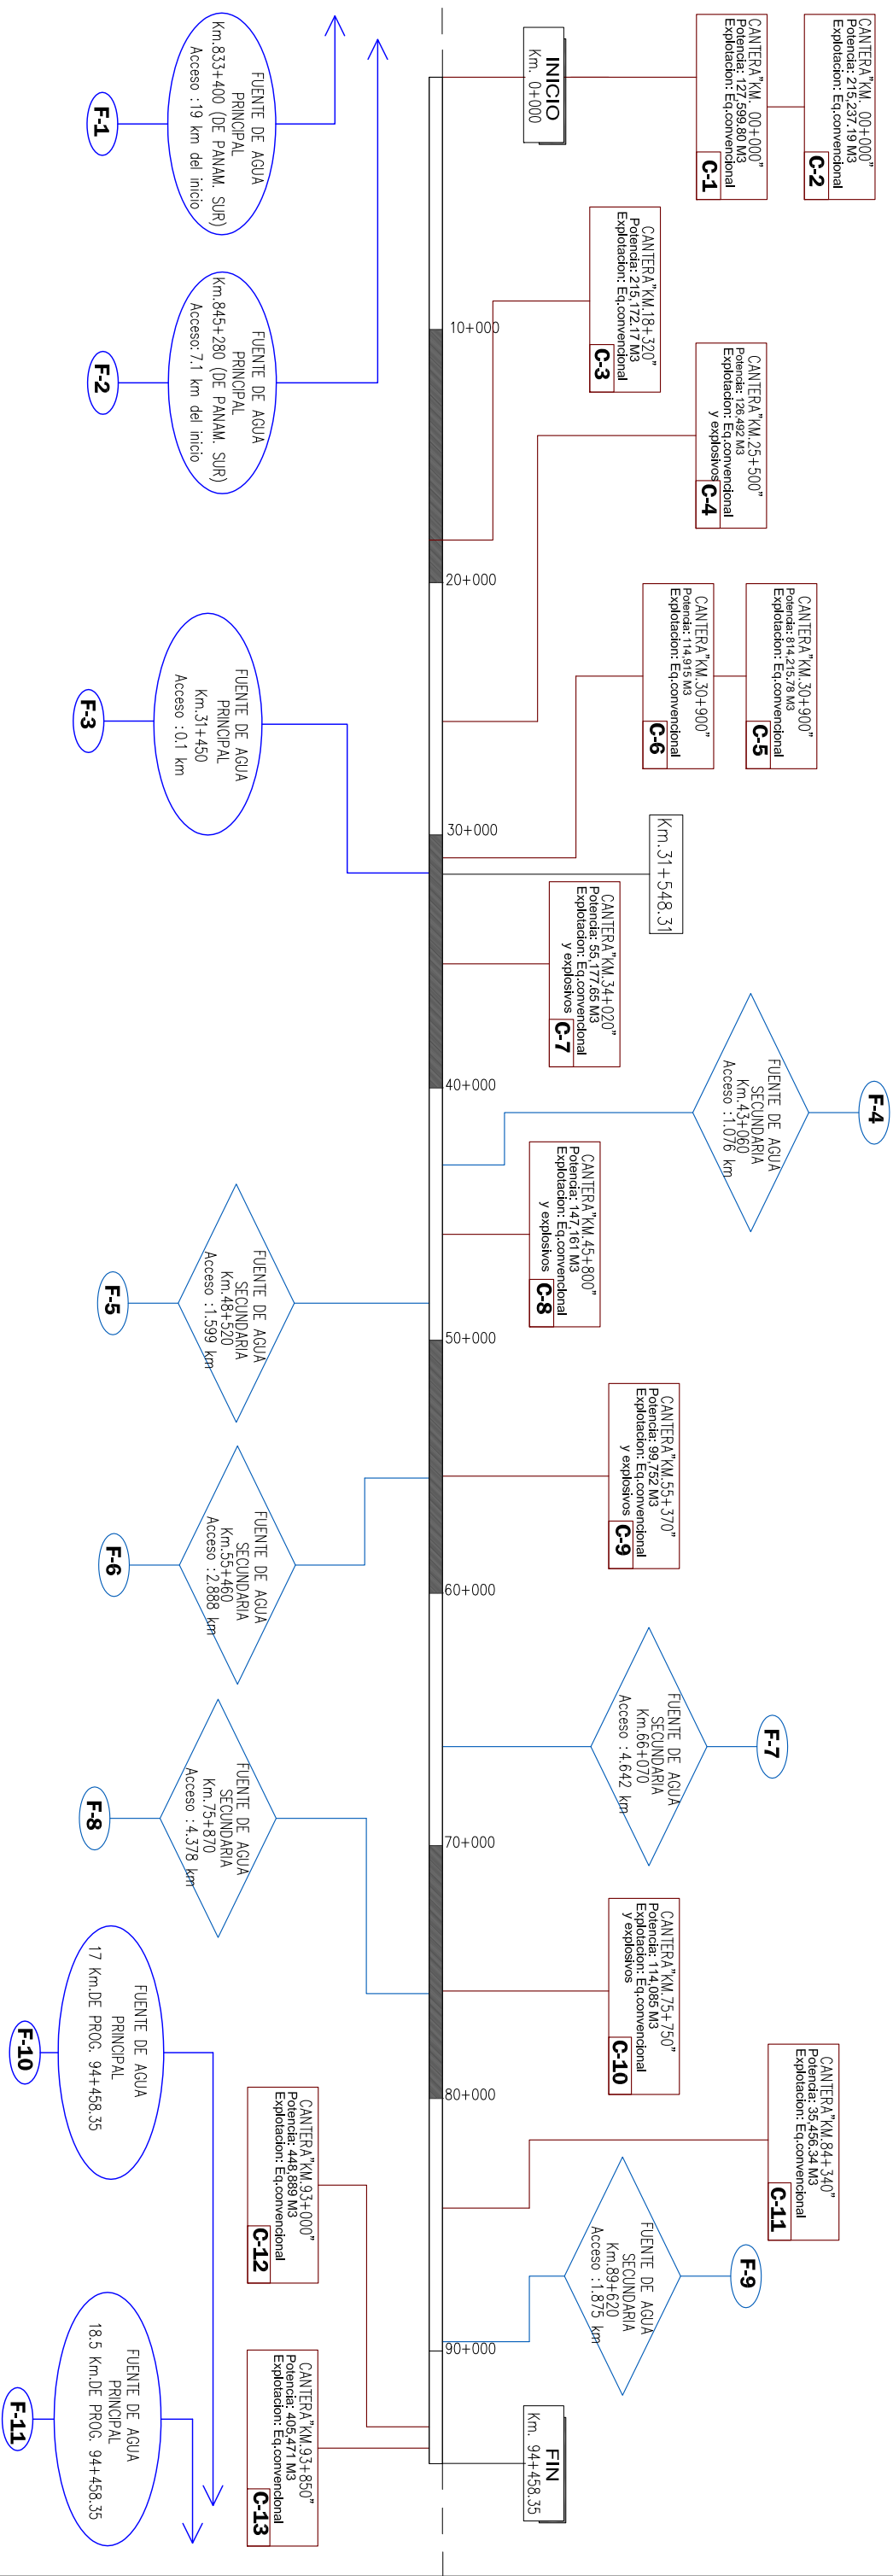 CANTERA"KM. 00+000"
Potencia: 215,237.19 M3
Explotacion: Eq.convencional
C-2
CANTERA"KM. 00+000"
Potencia: 127,599.80 M3
Explotacion: Eq.convencional
C-1
INICIO
Km. 0+000
CANTERA"KM.18+320"
Potencia: 215,172.17 M3
Explotacion: Eq.convencional
C-3
CANTERA"KM.25+500"
Potencia: 126,492 M3
Explotacion: Eq.convencional
y explosivos
C-4
CANTERA"KM.30+900"
Potencia: 814,215.78 M3
Explotacion: Eq.convencional
C-5
CANTERA"KM.30+900"
Potencia: 114,915 M3
Explotacion: Eq.convencional
C-6
Km.31+548.31
CANTERA"KM.34+020"
Potencia: 55,177.65 M3
Explotacion: Eq.convencional
y explosivos
C-7
F-4
FUENTE DE AGUA
SECUNDARIA
Km.43+060
Acceso :1.076 km
CANTERA"KM.45+800"
Potencia: 147,161 M3
Explotacion: Eq.convencional
y explosivos
C-8
CANTERA"KM.55+370"
Potencia: 99,752 M3
Explotacion: Eq.convencional
y explosivos
C-9
F-7
FUENTE DE AGUA
SECUNDARIA
Km.66+070
Acceso :4.642 km
CANTERA"KM.75+750"
Potencia: 114,085 M3
Explotacion: Eq.convencional
y explosivos
C-10
CANTERA"KM.84+340"
Potencia: 35,456.34 M3
Explotacion: Eq.convencional
C-11
F-9
FUENTE DE AGUA
SECUNDARIA
Km.89+620
Acceso :1.875 km
FIN
Km. 94+458.35
10+000
20+000
30+000
40+000
50+000
60+000
70+000
80+000
90+000
FUENTE DE AGUA
PRINCIPAL
Km.833+400 (DE PANAM. SUR)
Acceso :19 km del inicio
F-1
FUENTE DE AGUA
PRINCIPAL
Km.845+280 (DE PANAM. SUR)
Acceso:7.1 km del inicio
F-2
FUENTE DE AGUA
PRINCIPAL
Km.31+450
Acceso :0.1 km
F-3
FUENTE DE AGUA
SECUNDARIA
Km.48+520
Acceso :1.599 km
F-5
FUENTE DE AGUA
SECUNDARIA
Km.55+460
Acceso :2.888 km
F-6
FUENTE DE AGUA
SECUNDARIA
Km.75+870
Acceso :4.378 km
F-8
CANTERA"KM.93+000"
Potencia: 448,889 M3
Explotacion: Eq.convencional
C-12
CANTERA"KM.93+850"
Potencia: 405,471 M3
Explotacion: Eq.convencional
C-13
FUENTE DE AGUA
PRINCIPAL
17 Km.DE PROG. 94+458.35
F-10
FUENTE DE AGUA
PRINCIPAL
18.5 Km.DE PROG. 94+458.35
F-11